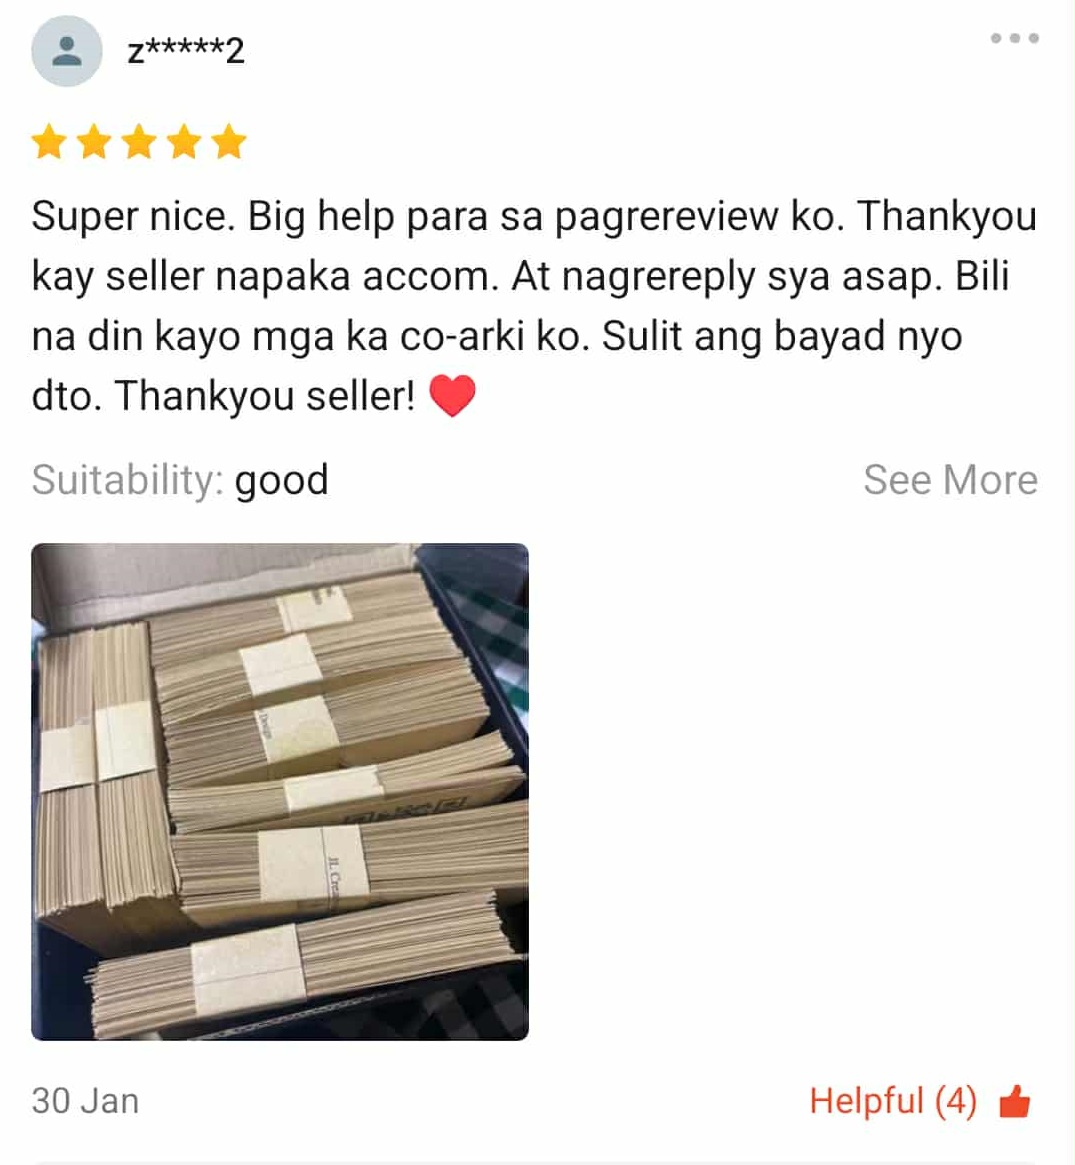 z*****2
Super nice. Big help para sa pagrereview ko. Thankyou
kay seller napaka accom. At nagrereply sya asap. Bili
na din kayo mga ka co-arki ko. Sulit ang bayad nyo
dto. Thankyou seller! ❤️
Suitability: good
See More
JL Crea
30 Jan
Helpful (4)